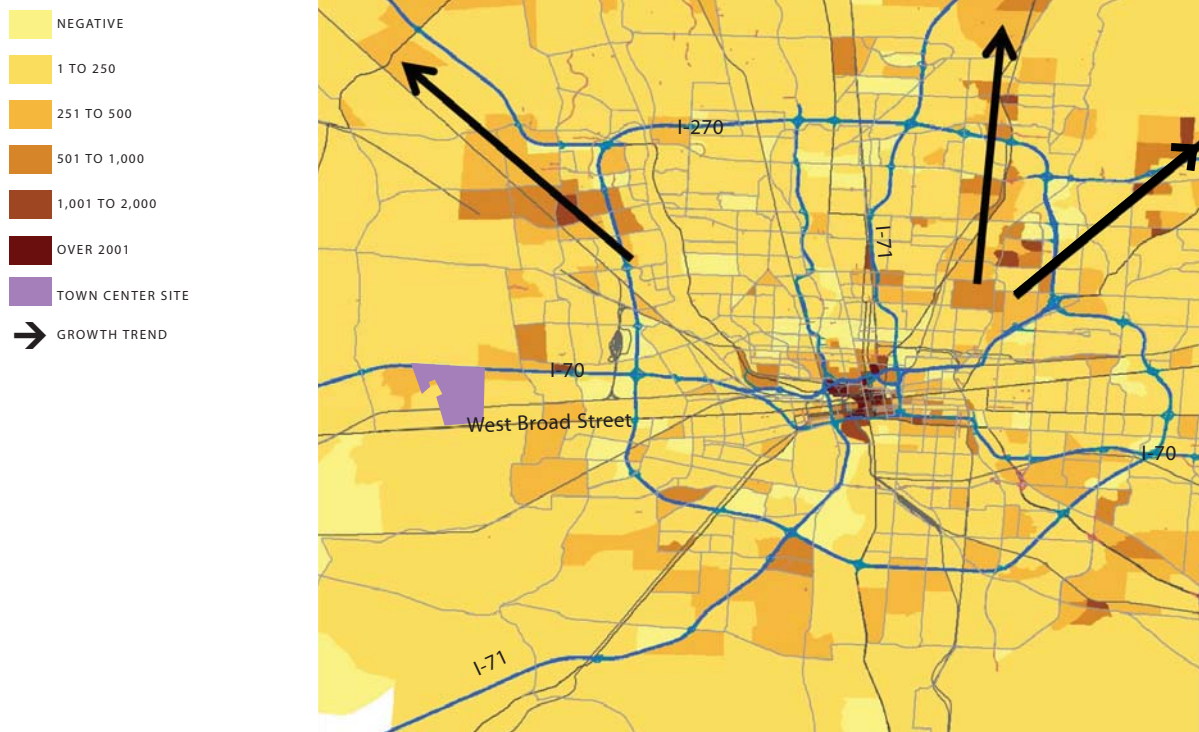 NEGATIVE
1 TO 250
251 TO 500
501 TO 1,000
1,001 TO 2,000
OVER 2001
TOWN CENTER SITE
GROWTH TREND
I-270
I-71
I-70
West Broad Street
I-70
I-71